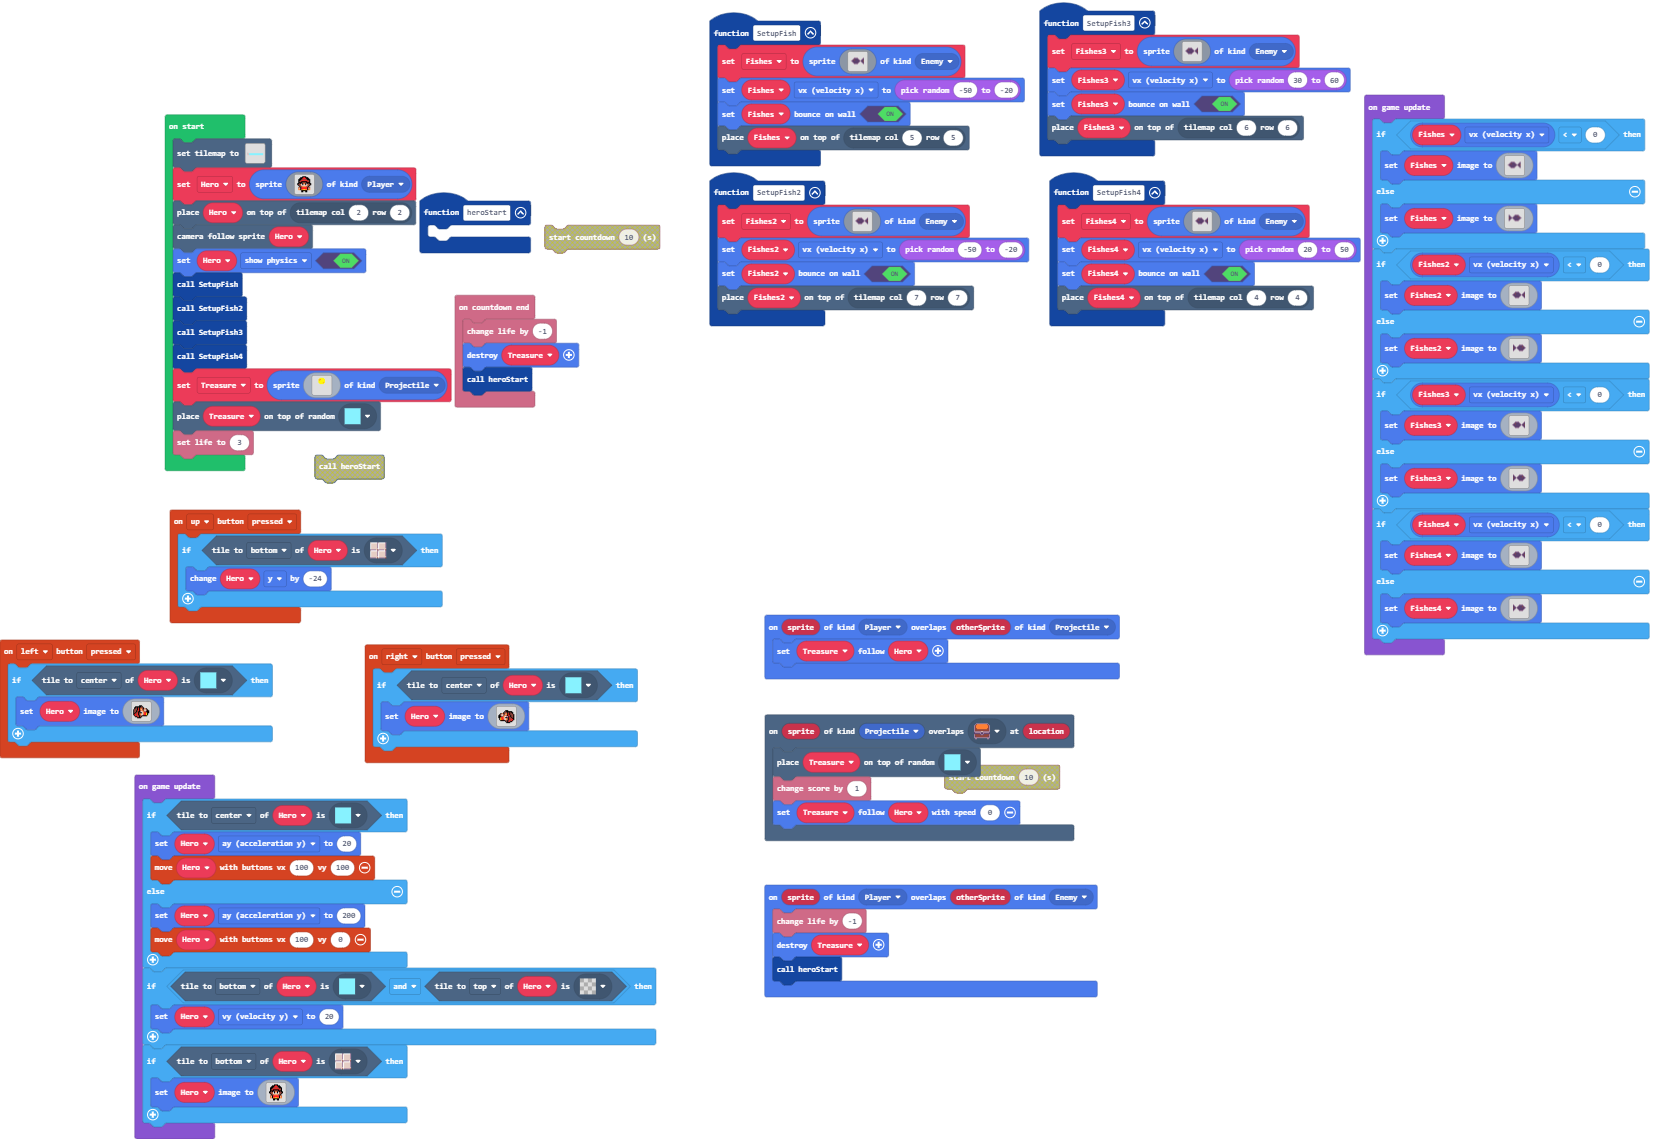 on start
set tilemap to
set Hero to sprite of kind Player
place Hero on top of tilemap col 2 row 2
camera follow sprite Hero
set Hero show physics ON
call SetupFish
call SetupFish2
call SetupFish3
call SetupFish4
set Treasure to sprite of kind Projectile
place Treasure on top of random
set life to 3
call heroStart
function heroStart
start countdown 10 (s)
on countdown end
change life by -1
destroy Treasure
call heroStart
function SetupFish
set Fishes to sprite of kind Enemy
set Fishes vx (velocity x) to pick random -50 to -20
set Fishes bounce on wall ON
place Fishes on top of tilemap col 5 row 5
function SetupFish3
set Fishes3 to sprite of kind Enemy
set Fishes3 vx (velocity x) to pick random 30 to 60
set Fishes3 bounce on wall ON
place Fishes3 on top of tilemap col 6 row 6
function SetupFish2
set Fishes2 to sprite of kind Enemy
set Fishes2 vx (velocity x) to pick random -50 to -20
set Fishes2 bounce on wall ON
place Fishes2 on top of tilemap col 7 row 7
function SetupFish4
set Fishes4 to sprite of kind Enemy
set Fishes4 vx (velocity x) to pick random 20 to 50
set Fishes4 bounce on wall ON
place Fishes4 on top of tilemap col 4 row 4
on game update
if Fishes vx (velocity x) < 0 then
set Fishes image to
else
set Fishes image to
if Fishes2 vx (velocity x) < 0 then
set Fishes2 image to
else
set Fishes2 image to
if Fishes3 vx (velocity x) < 0 then
set Fishes3 image to
else
set Fishes3 image to
if Fishes4 vx (velocity x) < 0 then
set Fishes4 image to
else
set Fishes4 image to
on up button pressed
if tile to bottom of Hero is then
change Hero y by -24
on left button pressed
if tile to center of Hero is then
set Hero image to
on right button pressed
if tile to center of Hero is then
set Hero image to
on game update
if tile to center of Hero is then
set Hero ay (acceleration y) to 20
move Hero with buttons vx 100 vy 100
else
set Hero ay (acceleration y) to 200
move Hero with buttons vx 100 vy 0
if tile to bottom of Hero is and tile to top of Hero is then
set Hero vy (velocity y) to 20
if tile to bottom of Hero is then
set Hero image to
on sprite of kind Player overlaps otherSprite of kind Projectile
set Treasure follow Hero
on sprite of kind Projectile overlaps at location
place Treasure on top of random
start countdown 10 (s)
change score by 1
set Treasure follow Hero with speed 0
on sprite of kind Player overlaps otherSprite of kind Enemy
change life by -1
destroy Treasure
call heroStart